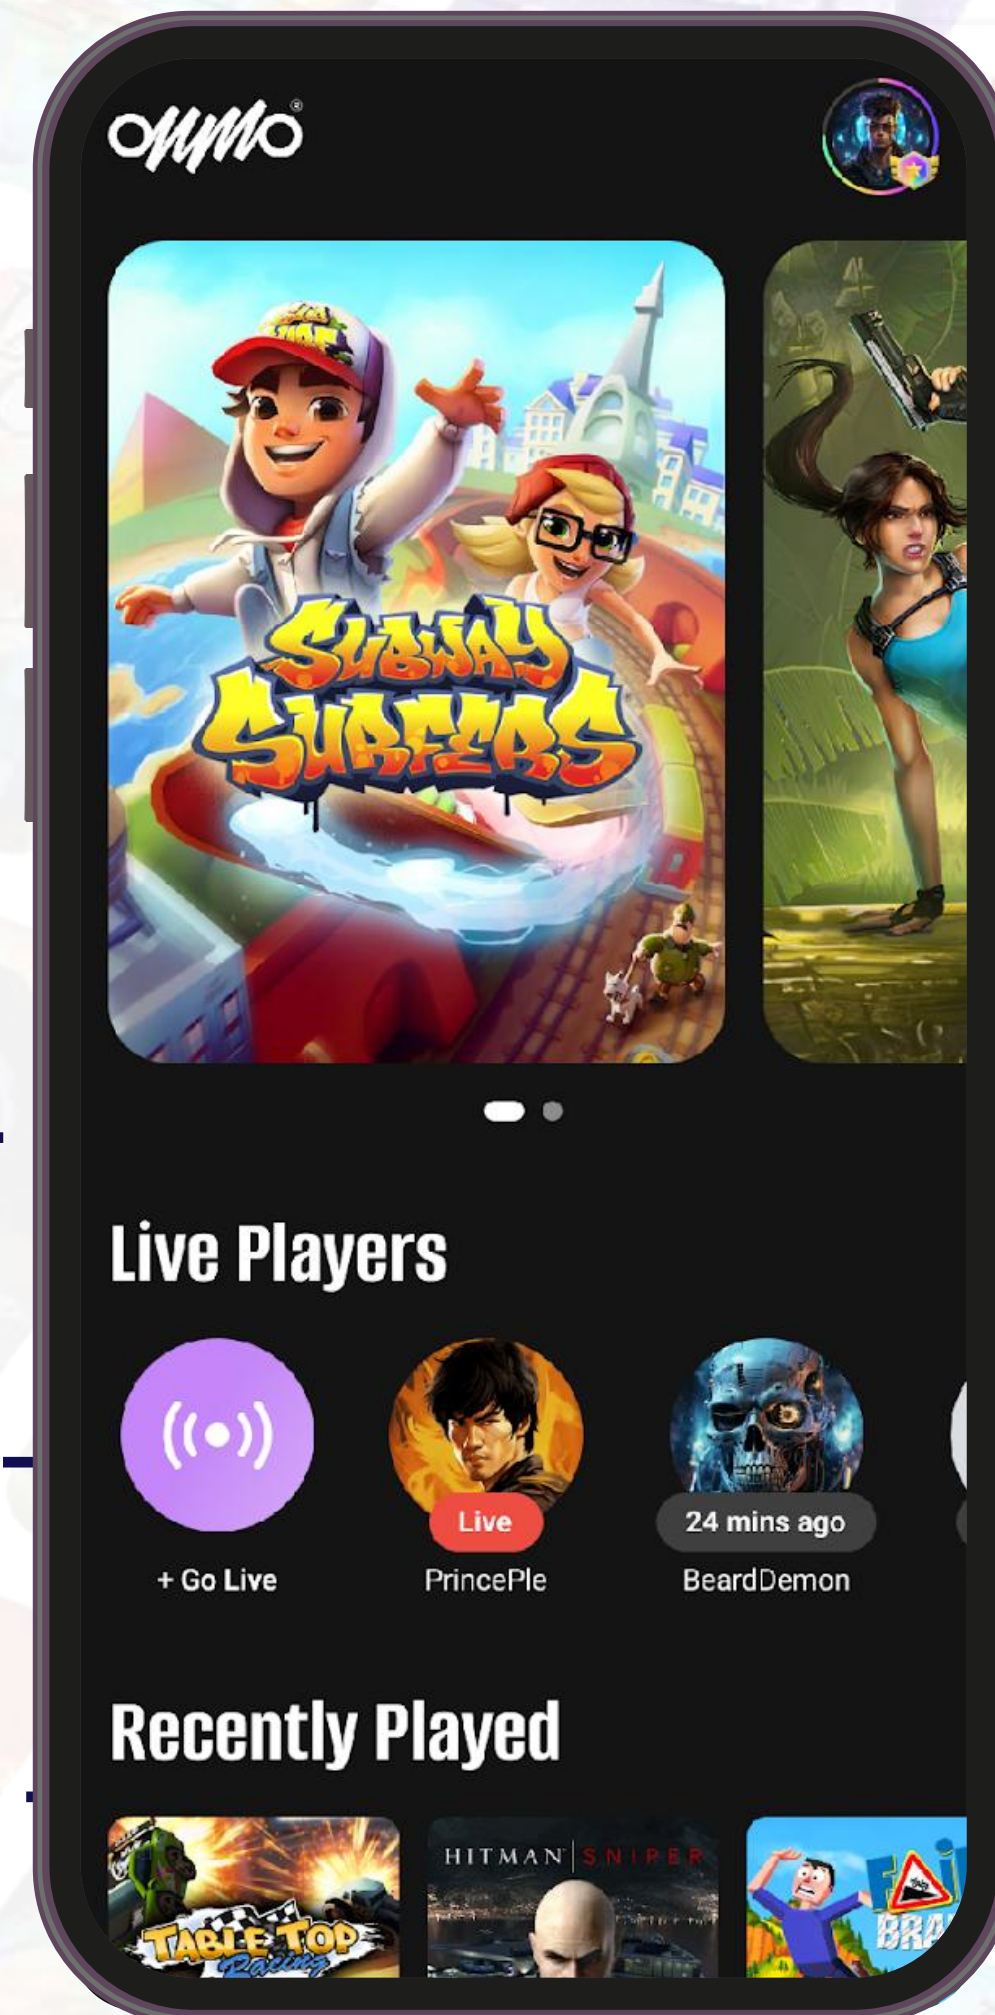 onmo
SUBWAY
SURFERS
Live Players
Live
24 mins ago
+ Go Live
PrincePle
BeardDemon
Recently Played
HITMAN SNIPER
TABLE TOP
Racing